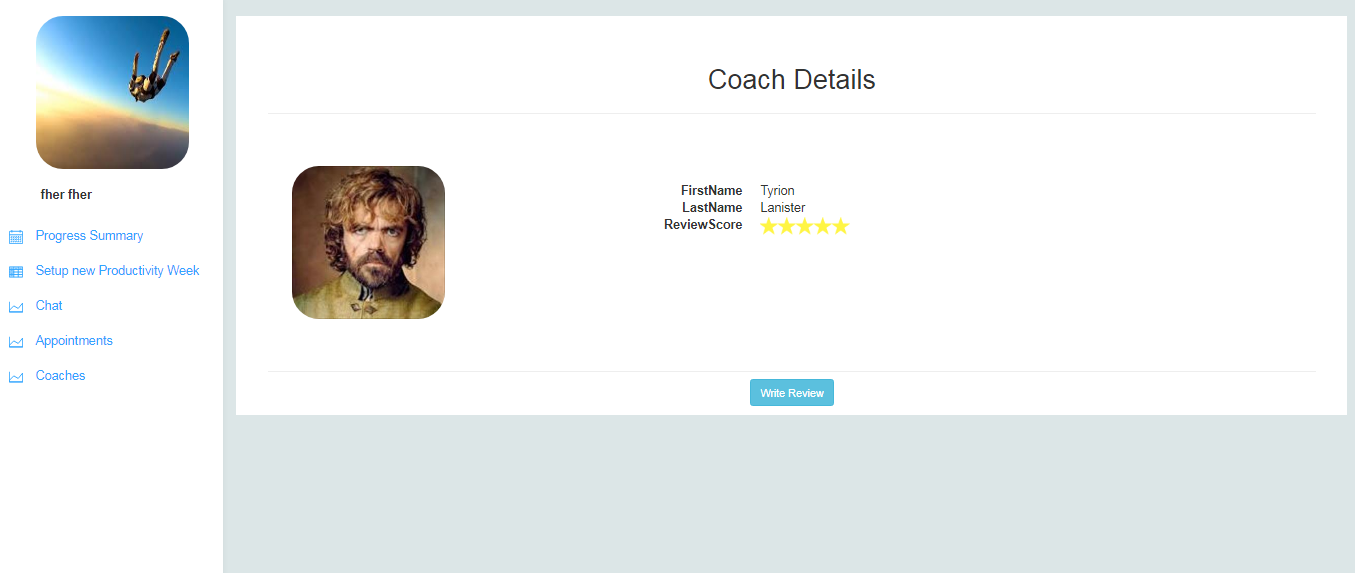 fher fher
Progress Summary
Setup new Productivity Week
Chat
Appointments
Coaches
Coach Details
FirstName Tyrion
LastName Lanister
ReviewScore
Write Review